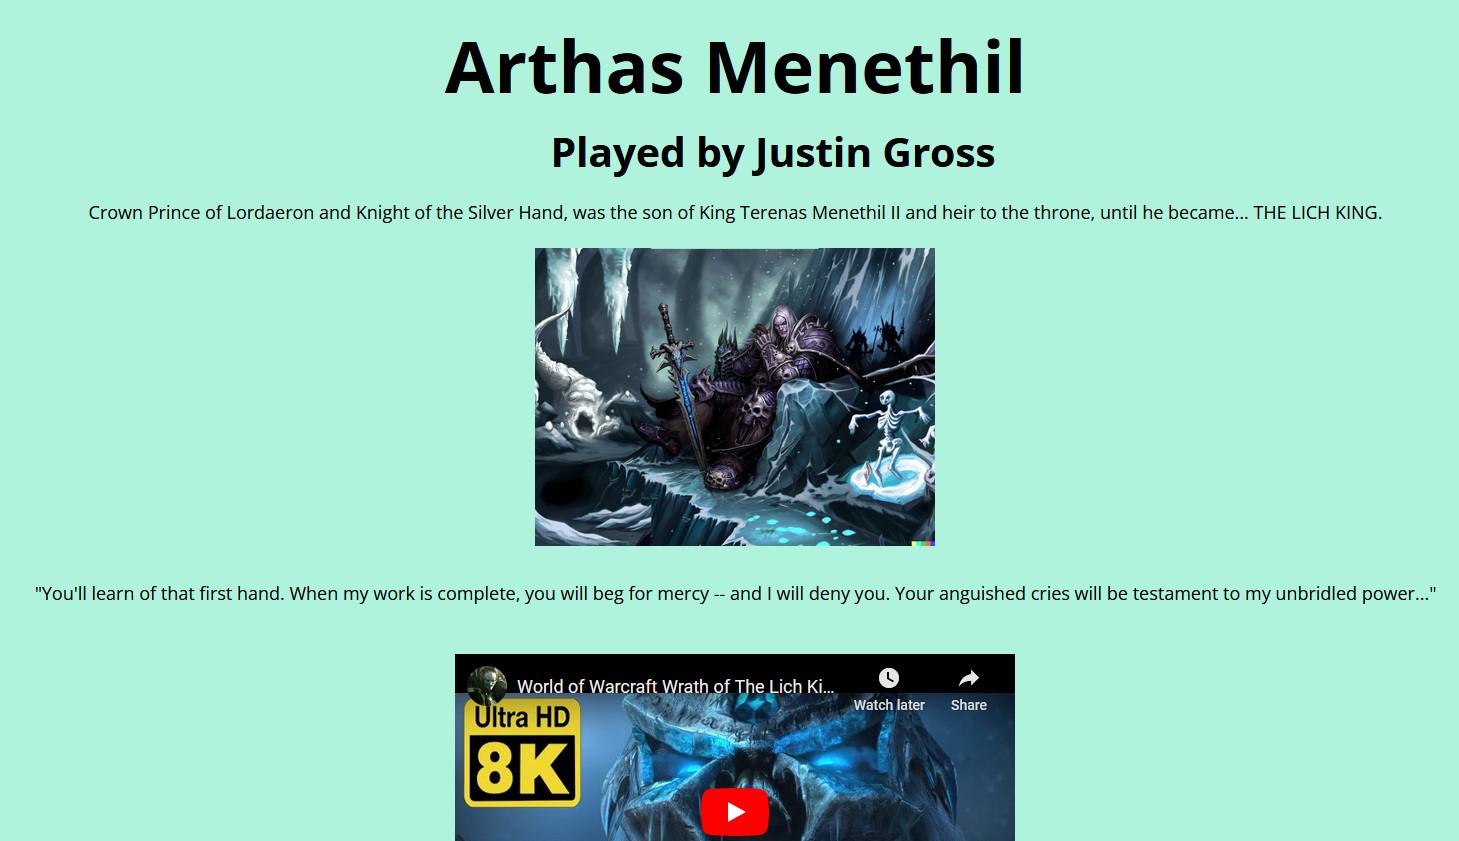 Arthas Menethil
Played by Justin Gross
Crown Prince of Lordaeron and Knight of the Silver Hand, was the son of King Terenas Menethil II and heir to the throne, until he became... THE LICH KING.
"You'll learn of that first hand. When my work is complete, you will beg for mercy -- and I will deny you. Your anguished cries will be testament to my unbridled power..."
World of Warcraft Wrath of The Lich Ki...
Watch later
Share
Ultra HD
8K